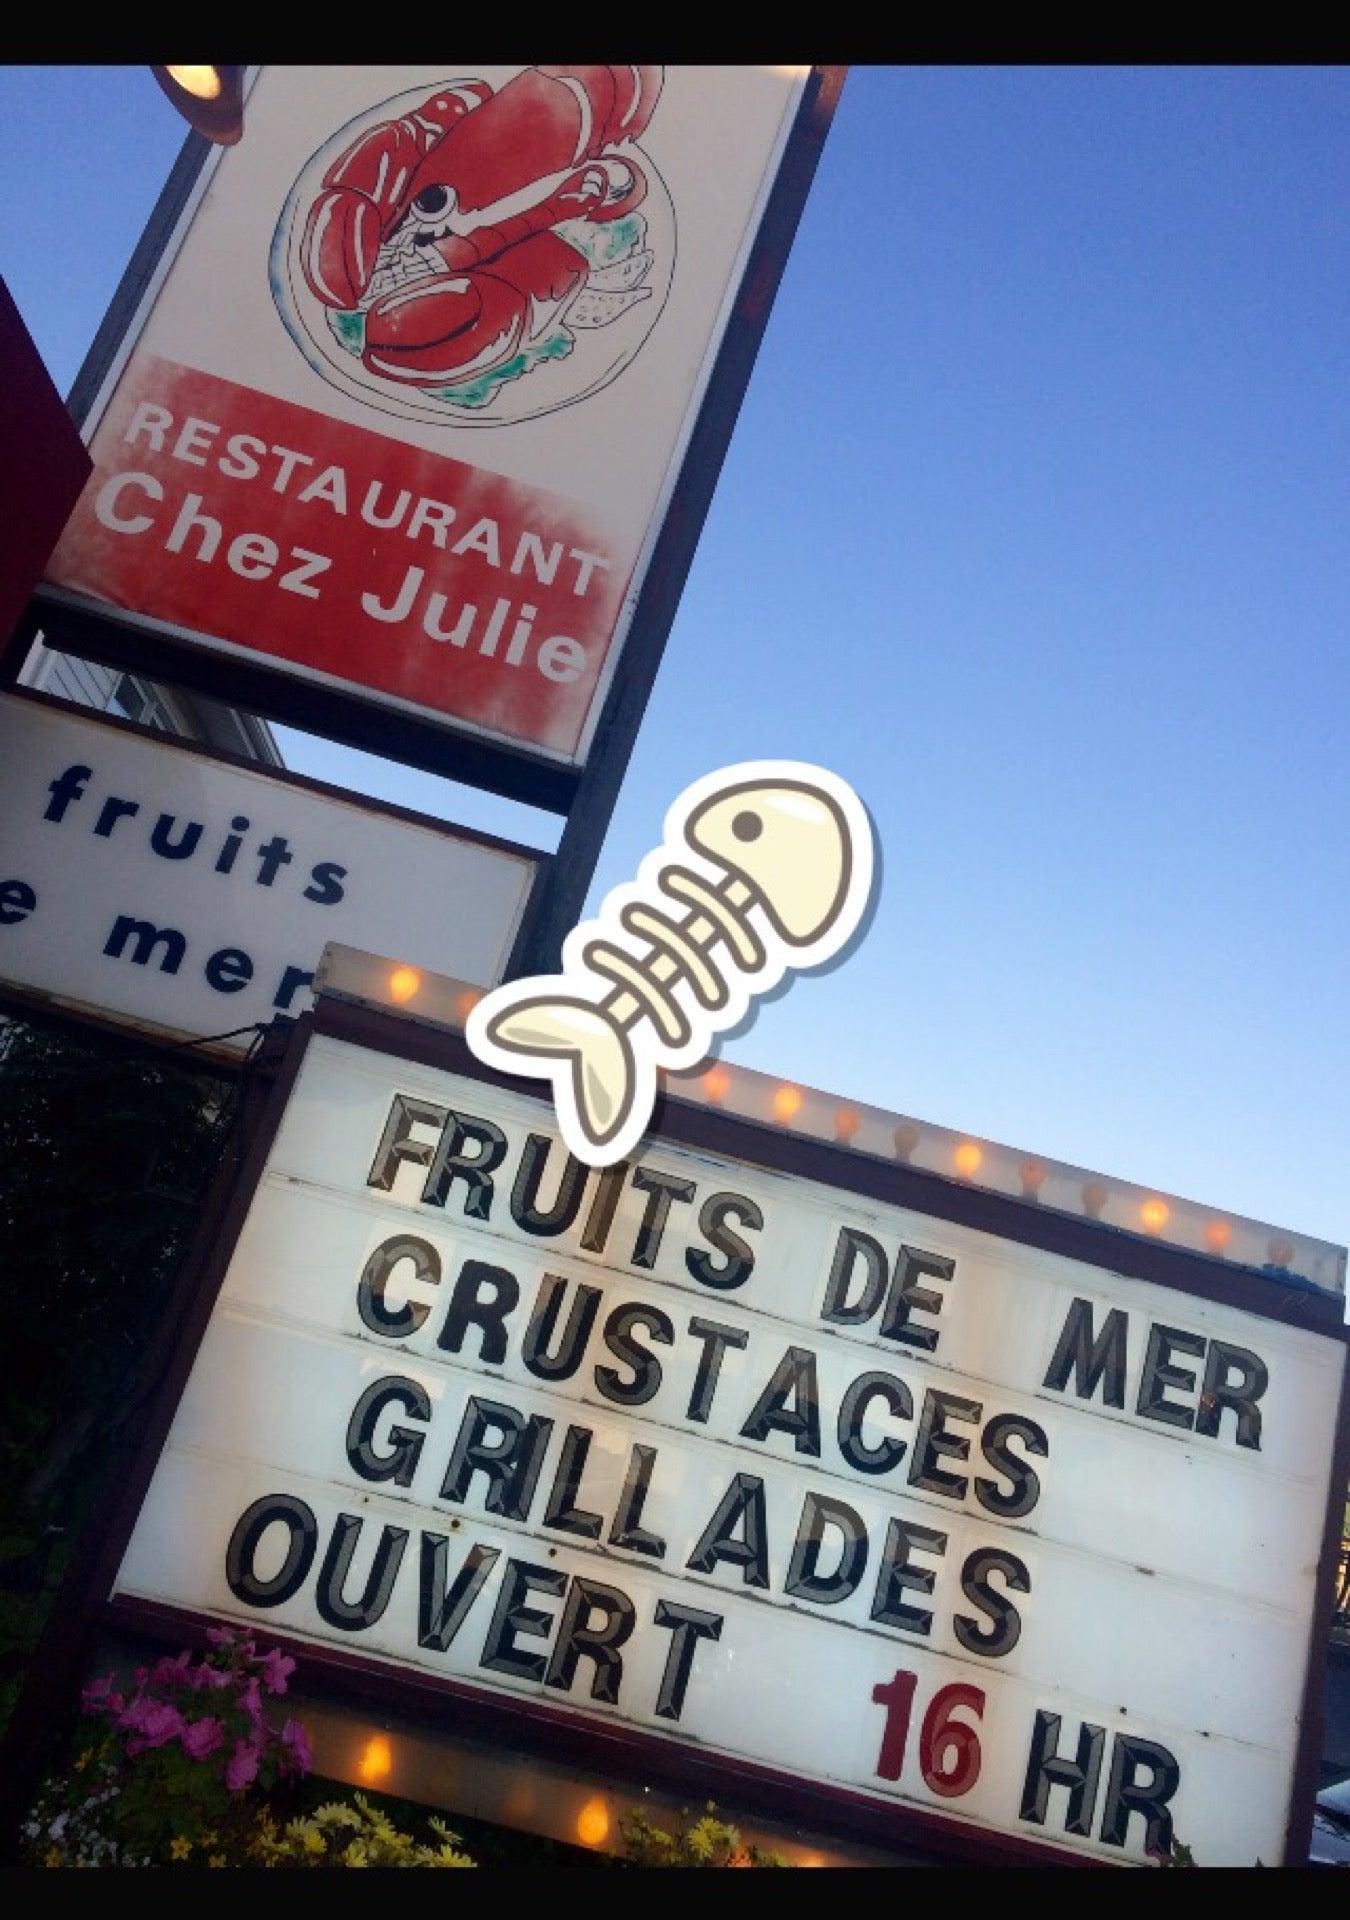 RESTAURANT
Chez Julie
fruits
e mer
FRUITS DE MER
CRUSTACES
GRILLADES
OUVERT 16 HR